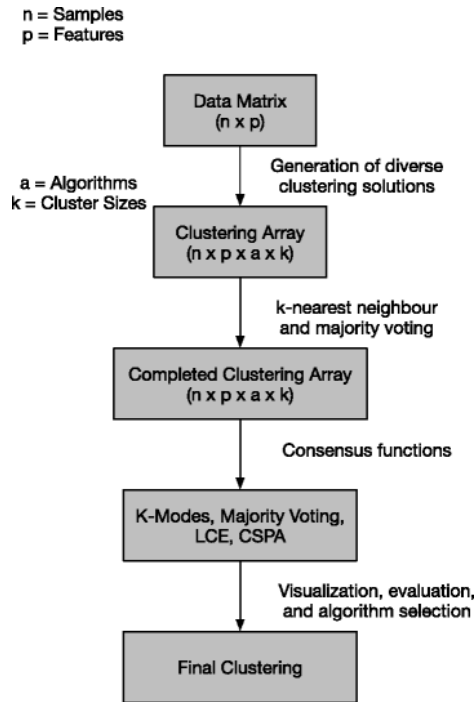 n = Samples
p = Features
Data Matrix
(n x p)
Generation of diverse
clustering solutions
a = Algorithms
k = Cluster Sizes
Clustering Array
(n x p x a x k)
k-nearest neighbour
and majority voting
Completed Clustering Array
(n x p x a x k)
Consensus functions
K-Modes, Majority Voting,
LCE, CSPA
Visualization, evaluation,
and algorithm selection
Final Clustering